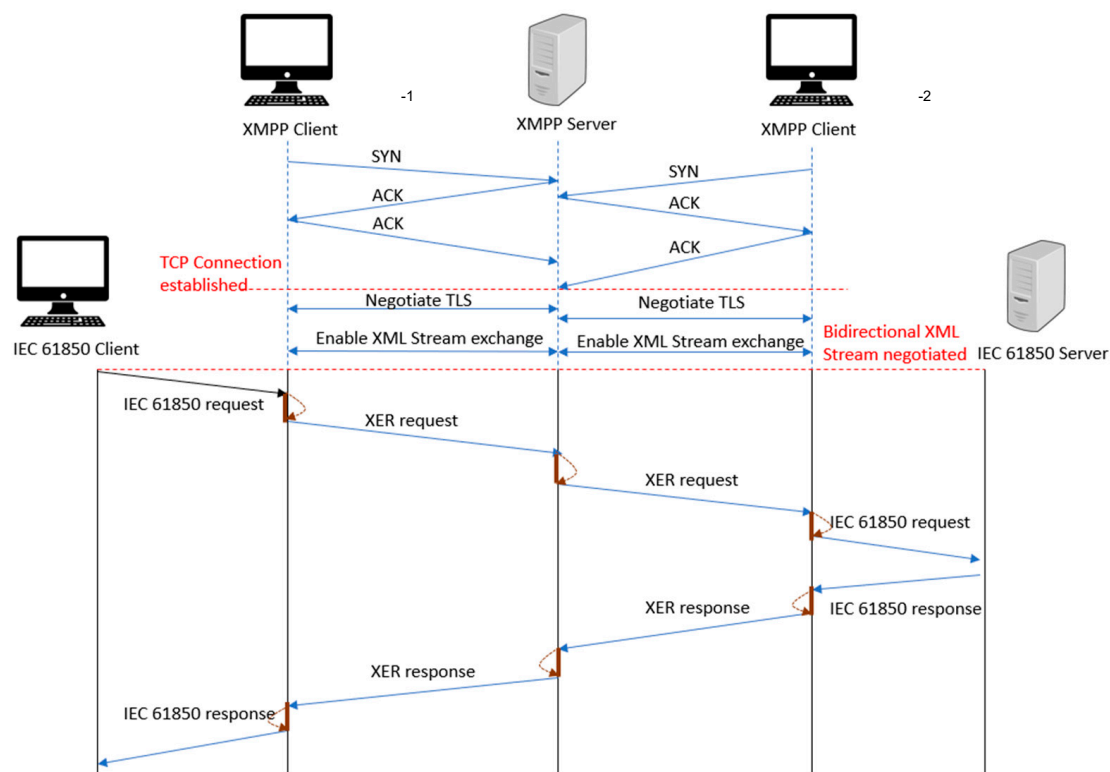 -1
-2
XMPP Client
XMPP Server
XMPP Client
SYN
SYN
ACK
ACK
ACK
ACK
TCP Connection
established
Negotiate TLS
Negotiate TLS
Enable XML Stream exchange
Enable XML Stream exchange
Bidirectional XML
Stream negotiated
IEC 61850 Client
IEC 61850 Server
IEC 61850 request
XER request
XER request
IEC 61850 request
IEC 61850 response
XER response
XER response
IEC 61850 response